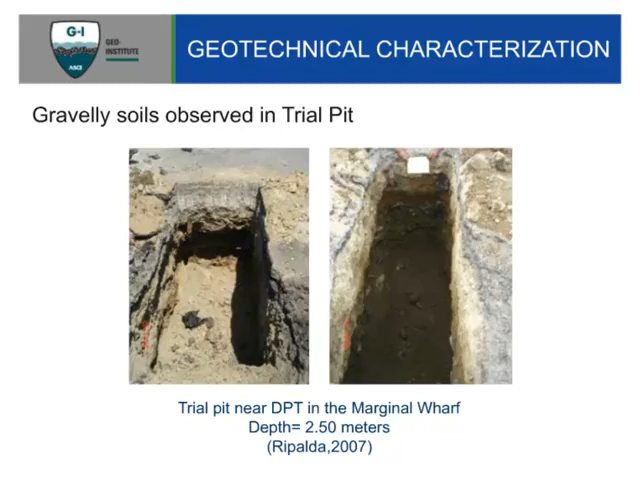 G-I
GEO-
INSTITUTE
ASCE
GEOTECHNICAL CHARACTERIZATION
Gravelly soils observed in Trial Pit
Trial pit near DPT in the Marginal Wharf
Depth= 2.50 meters
(Ripalda,2007)